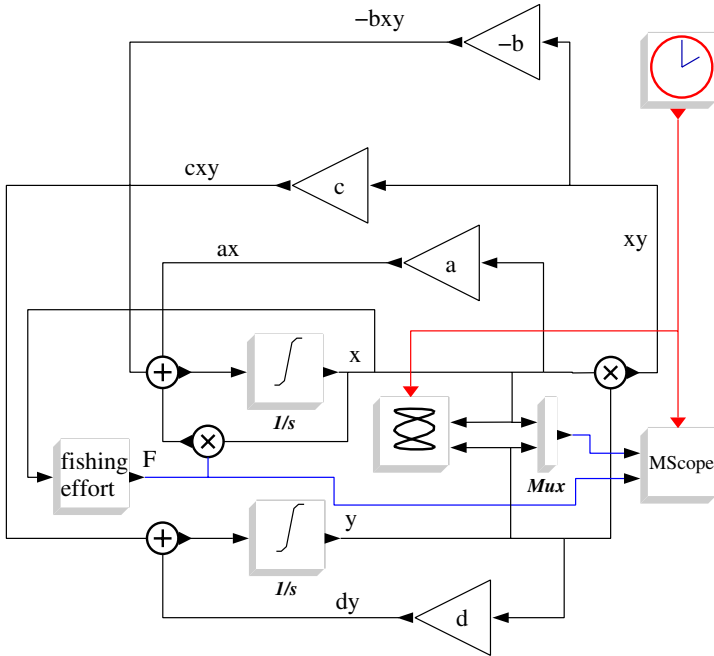 −bxy
−b
cxy
c
xy
ax
a
x
1/s
fishing
effort
F
Mux
MScope
y
1/s
dy
d